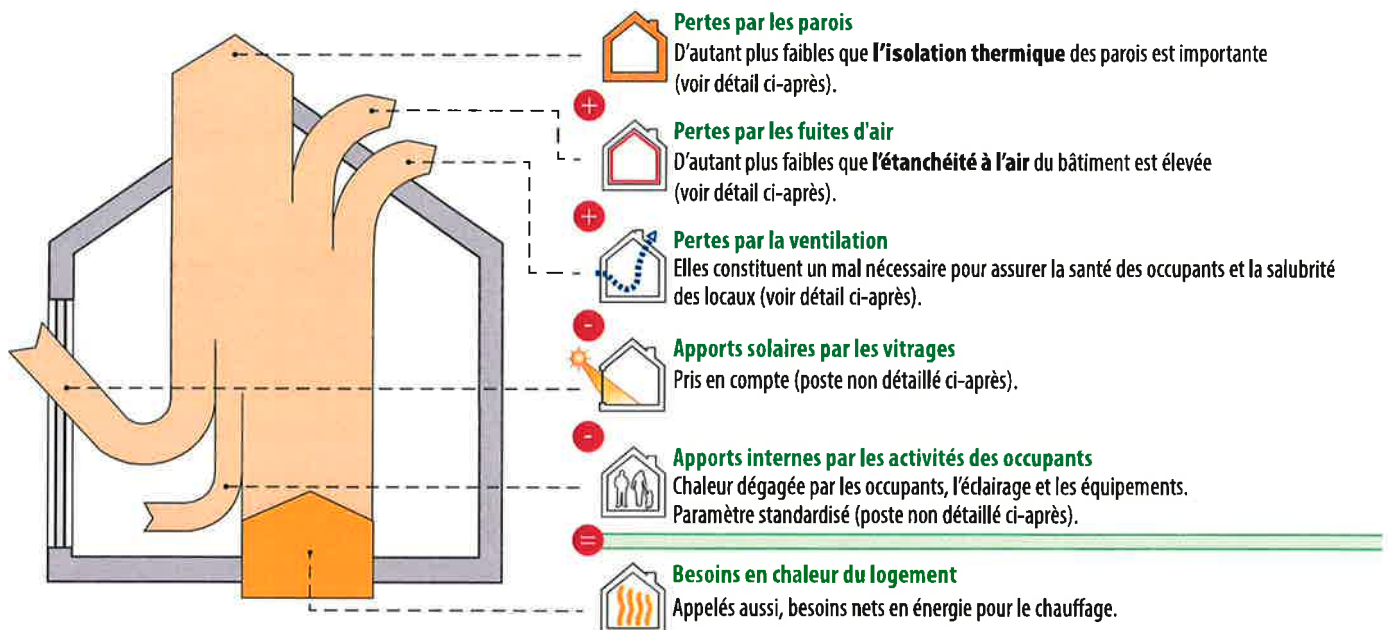 Pertes par les parois
D'autant plus faibles que l'isolation thermique des parois est importante
(voir détail ci-après).
+
Pertes par les fuites d'air
D'autant plus faibles que l'étanchéité à l'air du bâtiment est élevée
(voir détail ci-après).
+
Pertes par la ventilation
Elles constituent un mal nécessaire pour assurer la santé des occupants et la salubrité
des locaux (voir détail ci-après).
-
Apports solaires par les vitrages
Pris en compte (poste non détaillé ci-après).
-
Apports internes par les activités des occupants
Chaleur dégagée par les occupants, l'éclairage et les équipements.
Paramètre standardisé (poste non détaillé ci-après).
=
Besoins en chaleur du logement
Appelés aussi, besoins nets en énergie pour le chauffage.